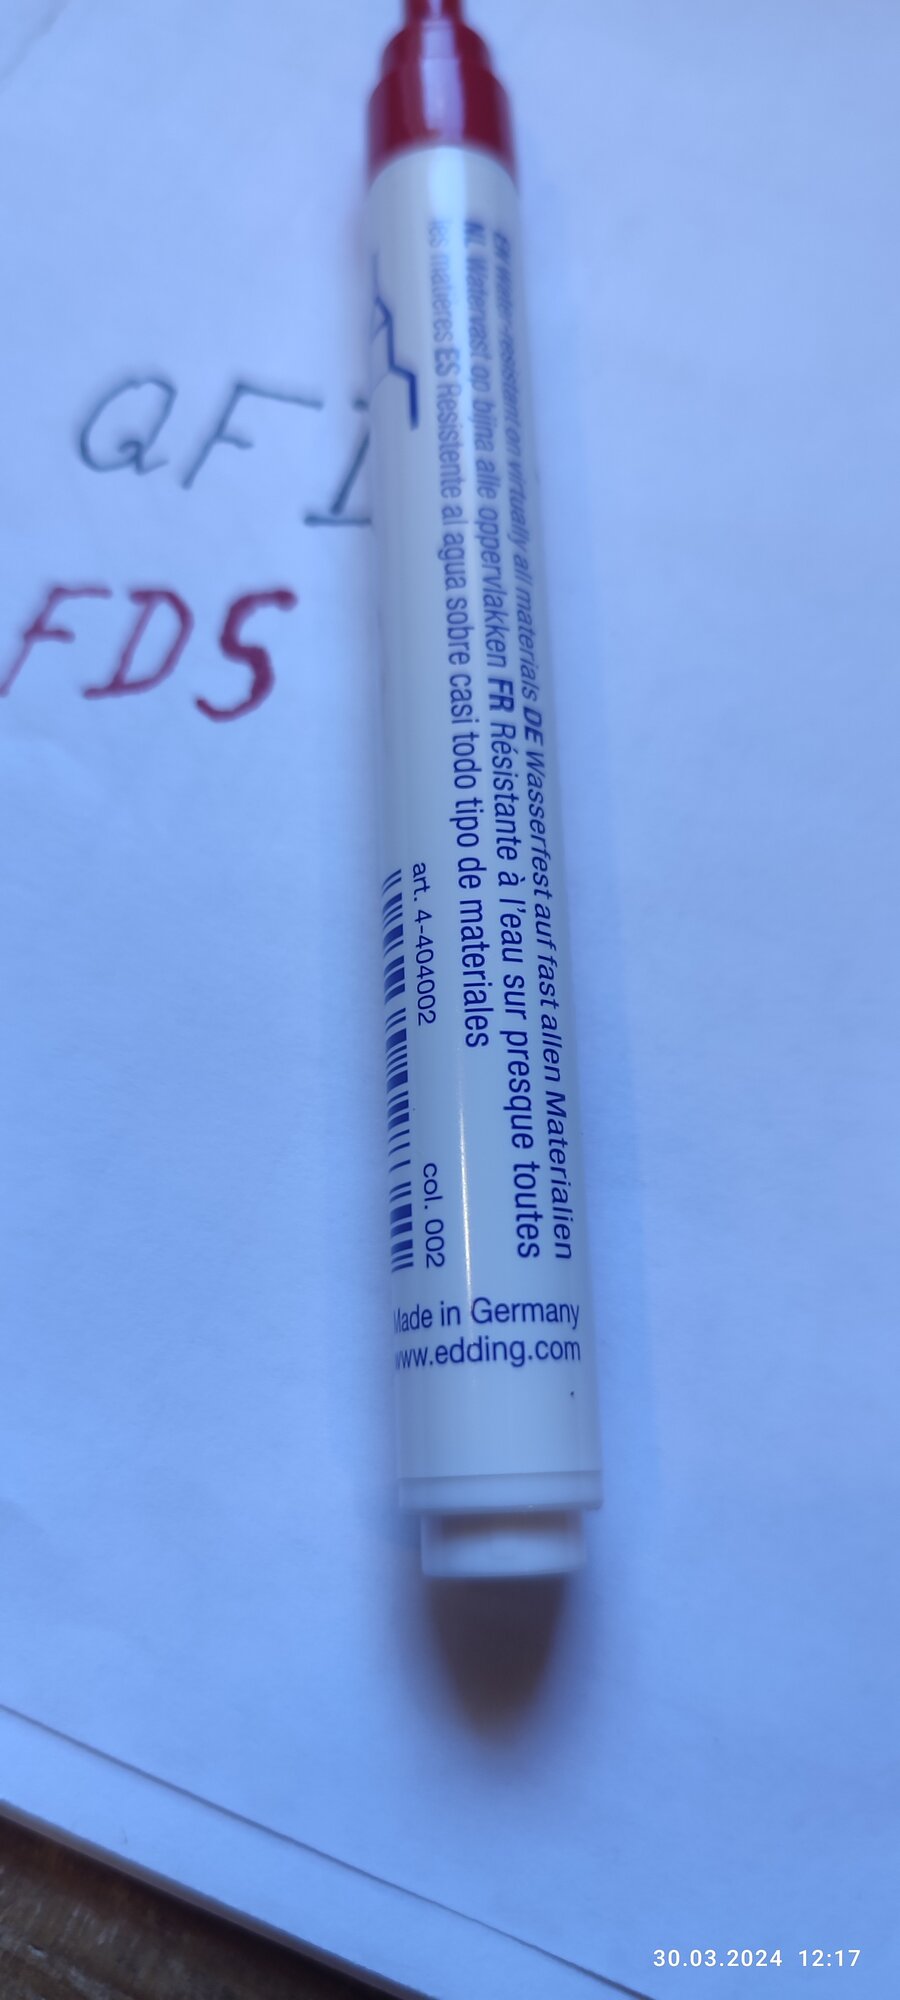 QFI
FDS
EN Water-resistant on virtually all materials DE Wasserfest auf fast allen Materialien
NL Watervast op bijna alle oppervlakken FR Résistante à l'eau sur presque toutes
les matières ES Resistente al agua sobre casi todo tipo de materiales
art. 4-404002 col. 002
Made in Germany
www.edding.com
30.03.2024 12:17